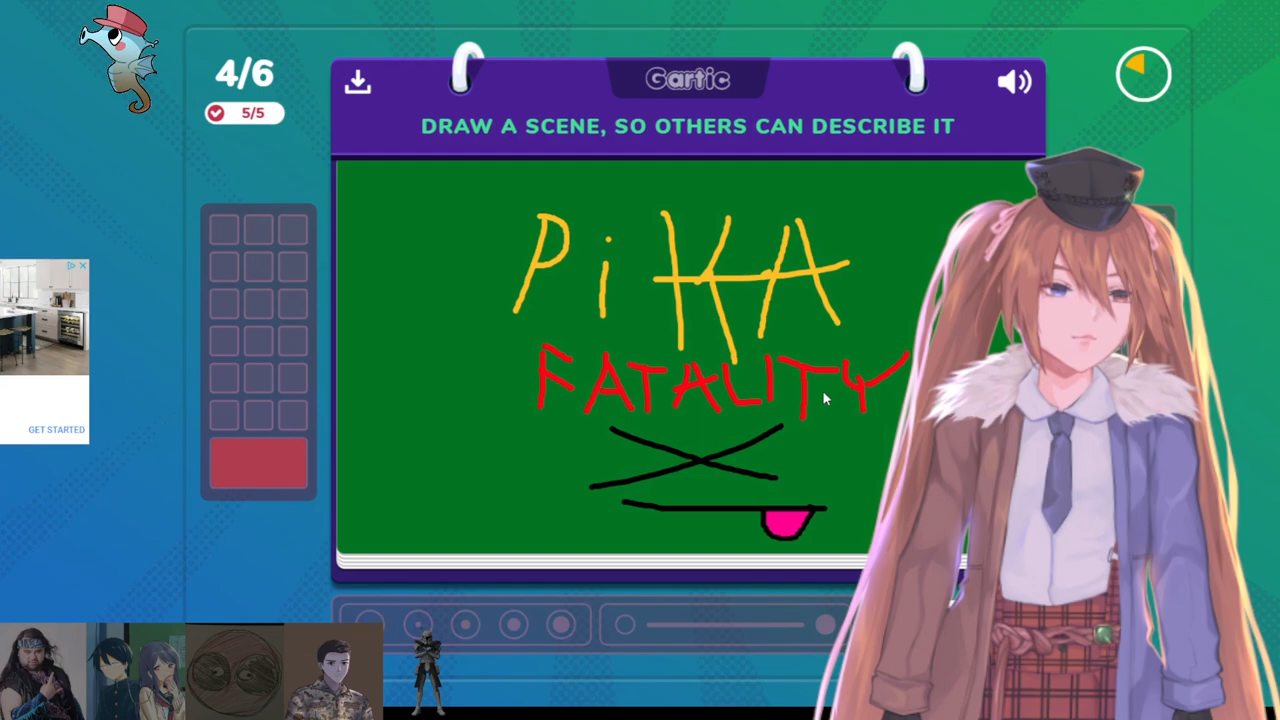 4/6
5/5
Gartic
DRAW A SCENE, SO OTHERS CAN DESCRIBE IT
PiKA
FATALITY
GET STARTED